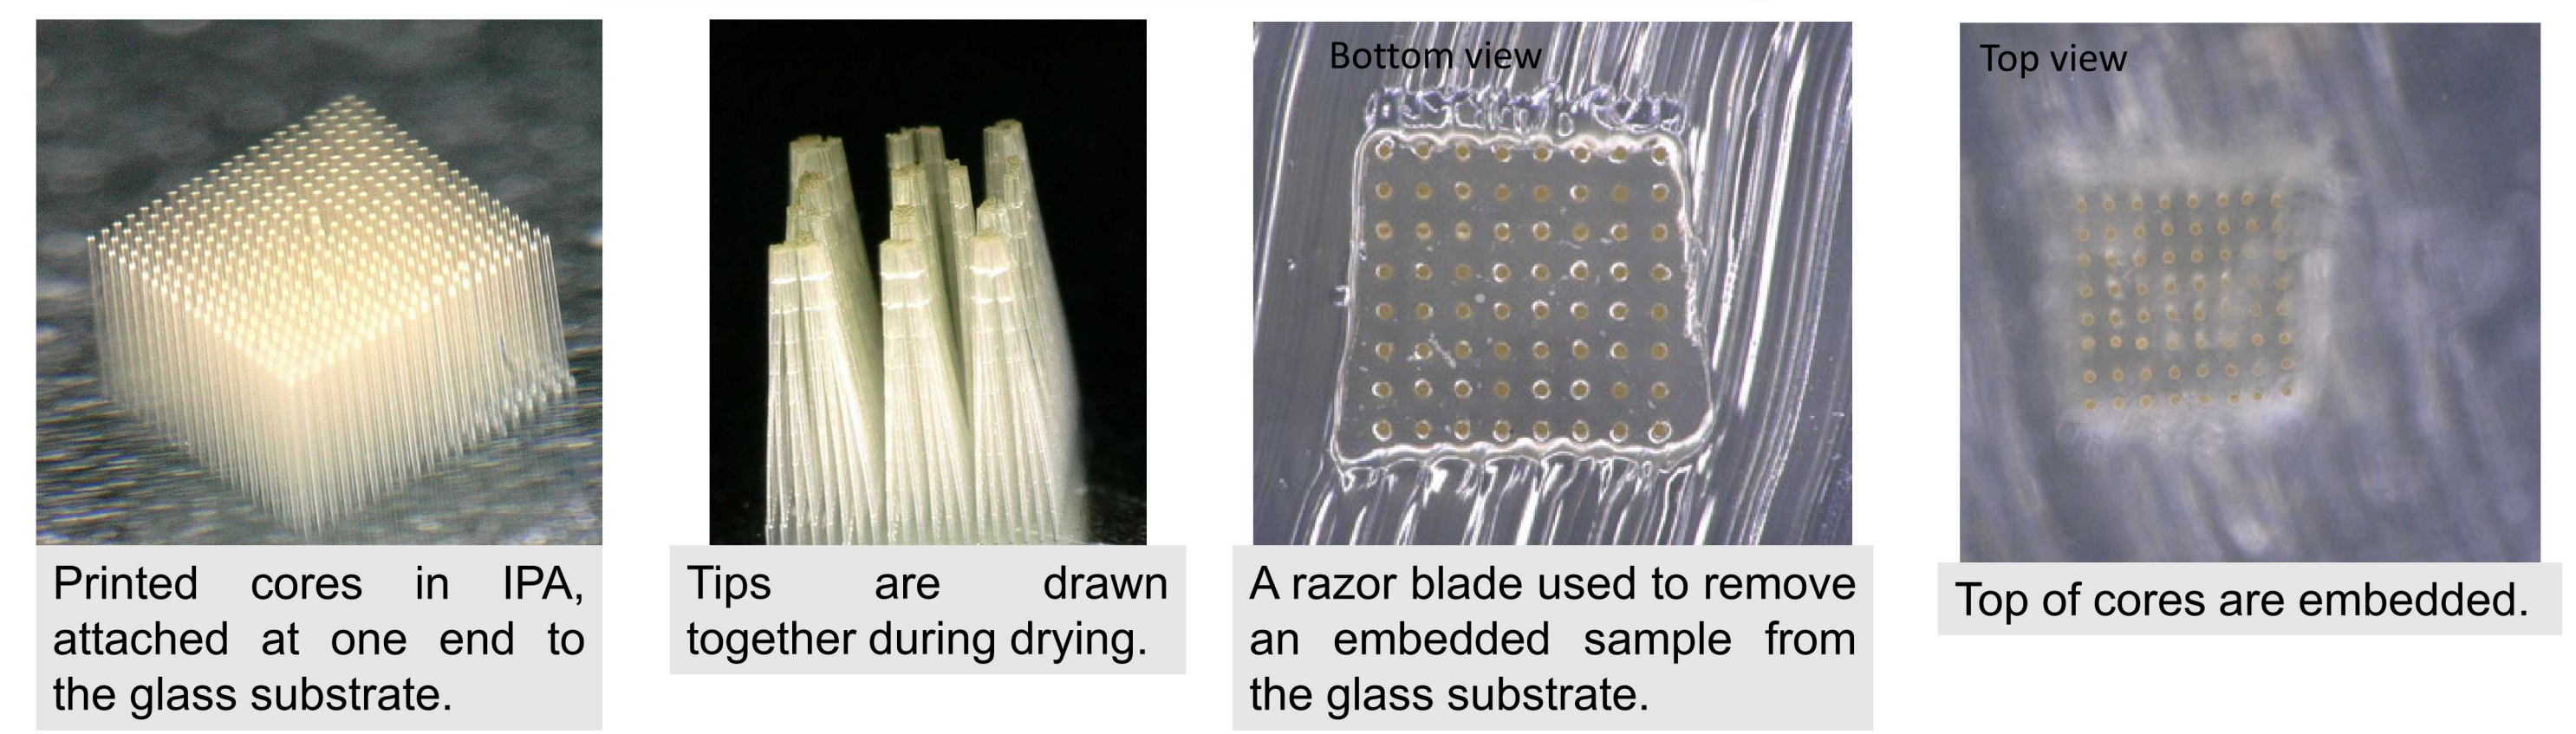 Bottom view
Top view
Printed cores in IPA,
attached at one end to
the glass substrate.
Tips are drawn
together during drying.
A razor blade used to remove
an embedded sample from
the glass substrate.
Top of cores are embedded.